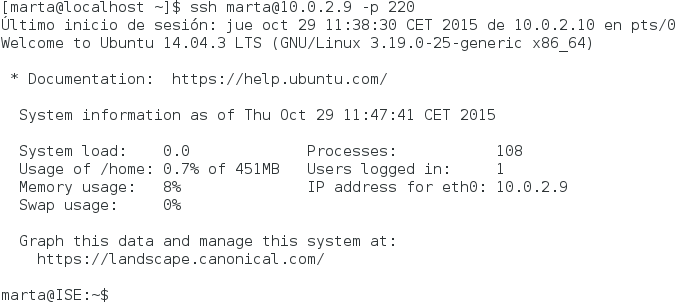 [marta@localhost ~]$ ssh marta@10.0.2.9 -p 220
Último inicio de sesión: jue oct 29 11:38:30 CET 2015 de 10.0.2.10 en pts/0
Welcome to Ubuntu 14.04.3 LTS (GNU/Linux 3.19.0-25-generic x86_64)
* Documentation:  https://help.ubuntu.com/
System information as of Thu Oct 29 11:47:41 CET 2015
System load:    0.0             Processes:           108
Usage of /home: 0.7% of 451MB   Users logged in:     1
Memory usage:   8%              IP address for eth0: 10.0.2.9
Swap usage:     0%
Graph this data and manage this system at:
https://landscape.canonical.com/
marta@ISE:~$